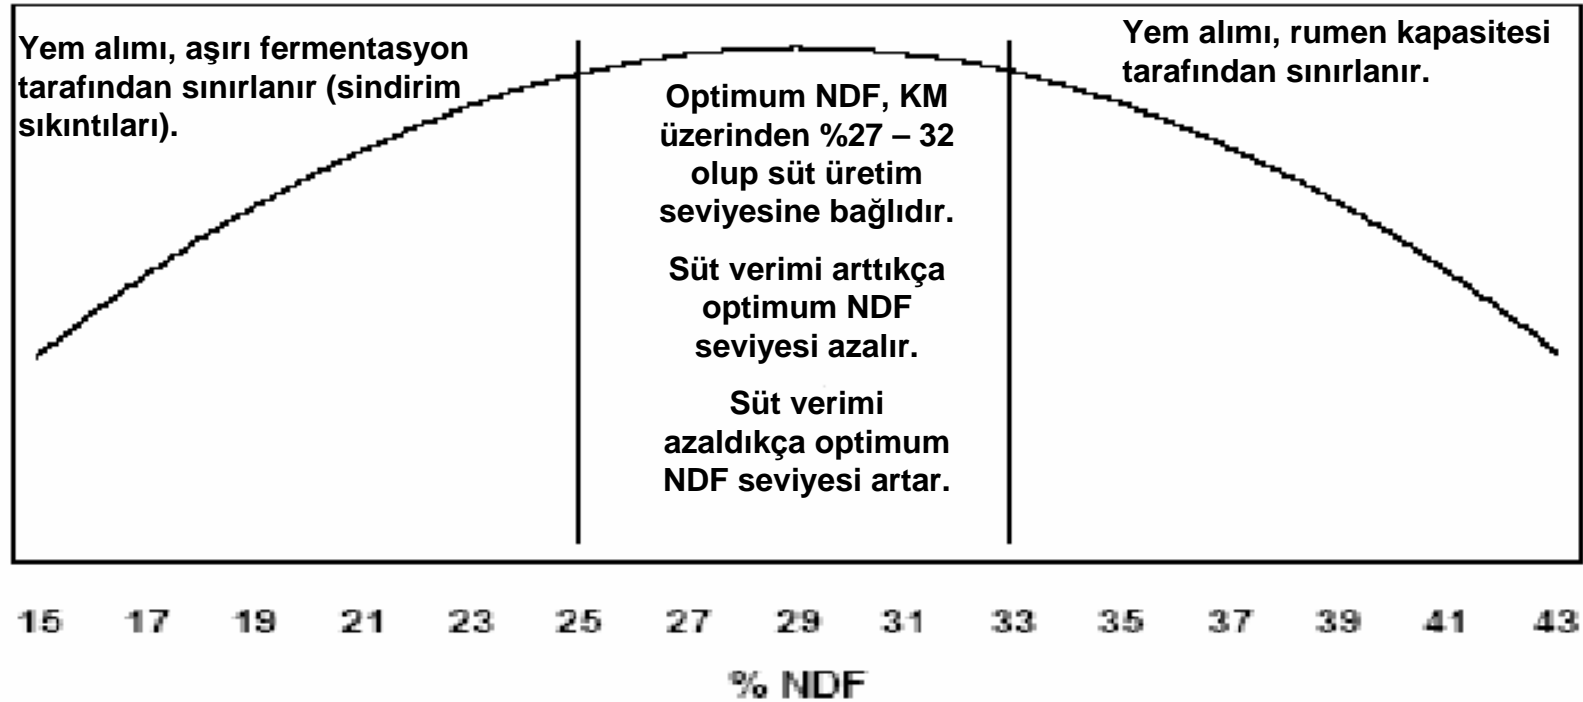 Yem alımı, aşırı fermentasyon
tarafından sınırlanır (sindirim
sıkıntıları).
Optimum NDF, KM
üzerinden %27 – 32
olup süt üretim
seviyesine bağlıdır.
Süt verimi arttıkça
optimum NDF
seviyesi azalır.
Süt verimi
azaldıkça optimum
NDF seviyesi artar.
Yem alımı, rumen kapasitesi
tarafından sınırlanır.
15 17 19 21 23 25 27 29 31 33 35 37 39 41 43
% NDF